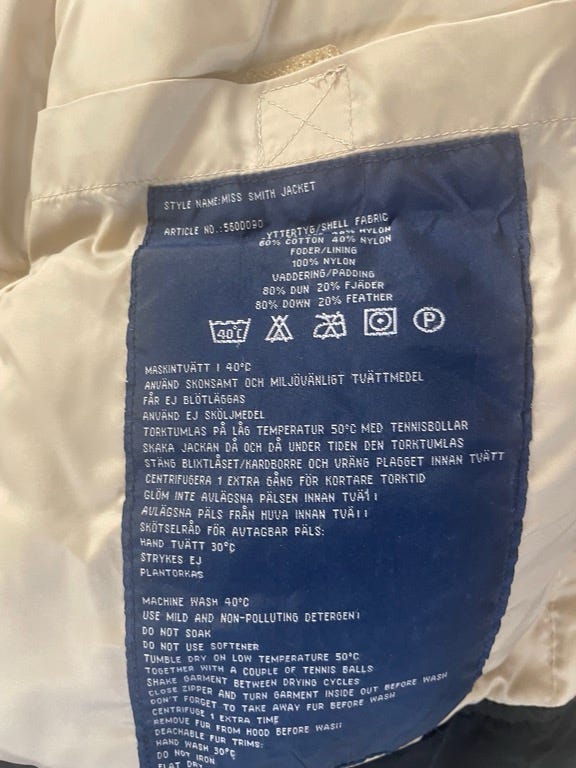 STYLE NAME:MISS SMITH JACKET
ARTICLE NO.:5600090
YTTERTYG/SHELL FABRIC
60% COTTON 40% NYLON
FODER/LINING
100% NYLON
VADDERING/PADDING
80% DUN 20% FJÄDER
80% DOWN 20% FEATHER
40°C P
MASKINTVÄTT I 40°C
ANVÄND SKONSAMT OCH MILJÖVÄNLIGT TVÄTTMEDEL
FÅR EJ BLÖTLÄGGAS
ANVÄND EJ SKÖLJMEDEL
TORKTUMLAS PÅ LÅG TEMPERATUR 50°C MED TENNISBOLLAR
SKAKA JACKAN DÅ OCH DÅ UNDER TIDEN DEN TORKTUMLAS
STÄNG BLIXTLÅSET/KARDBORRE OCH VRÄNG PLAGGET INNAN TVÄTT
CENTRIFUGERA 1 EXTRA GÅNG FÖR KORTARE TORKTID
GLÖM INTE AVLÄGSNA PÄLSEN INNAN TVÄTT
AVLÄGSNA PÄLS FRÅN HUVA INNAN TVÄTT
SKÖTSELRÅD FÖR AVTAGBAR PÄLS:
HAND TVÄTT 30°C
STRYKES EJ
PLANTORKAS
MACHINE WASH 40°C
USE MILD AND NON-POLLUTING DETERGENT
DO NOT SOAK
DO NOT USE SOFTENER
TUMBLE DRY ON LOW TEMPERATURE 50°C
TOGETHER WITH A COUPLE OF TENNIS BALLS
SHAKE GARMENT BETWEEN DRYING CYCLES
CLOSE ZIPPER AND TURN GARMENT INSIDE OUT BEFORE WASH
DON'T FORGET TO TAKE AWAY FUR BEFORE WASH
CENTRIFUGE 1 EXTRA TIME
REMOVE FUR FROM HOOD BEFORE WASH
DEACHABLE FUR TRIMS:
HAND WASH 30°C
DO NOT IRON
FLAT DRY